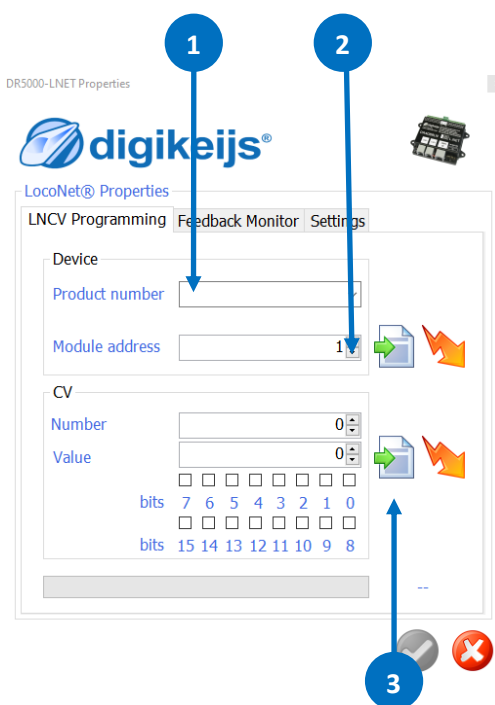 1 2
DR5000-LNET Properties
digikeijs®
LocoNet® Properties
LNCV Programming Feedback Monitor Settings
Device
Product number
Module address 1
CV
Number 0
Value 0
bits 7 6 5 4 3 2 1 0
bits 15 14 13 12 11 10 9 8
--
3